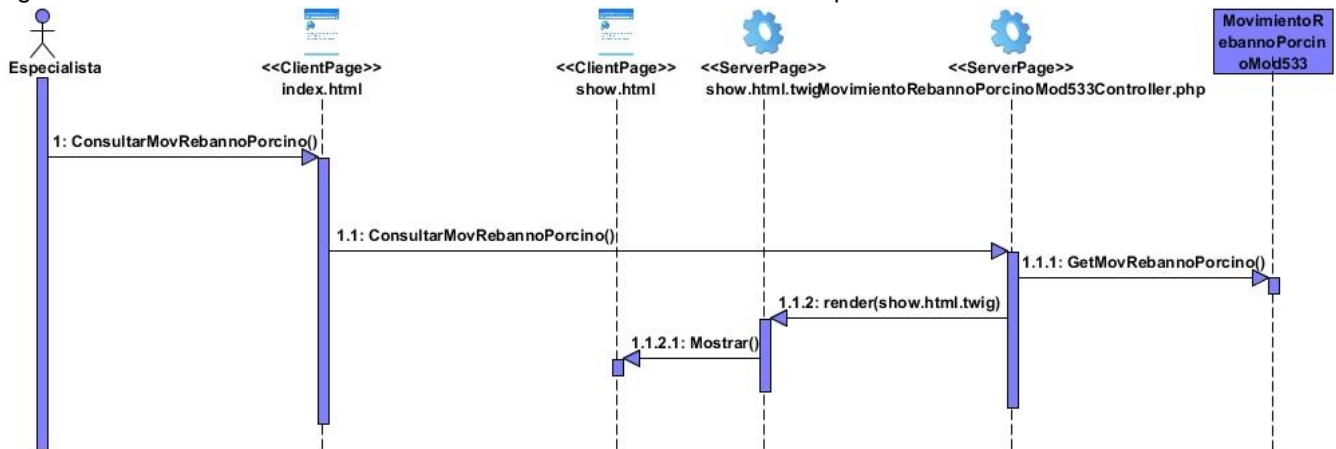 MovimientoR
ebannoPorcin
oMod533
Especialista
<<ClientPage>>
index.html
<<ClientPage>>
show.html
<<ServerPage>>
show.html.twig
<<ServerPage>>
MovimientoRebannoPorcinoMod533Controller.php
1: ConsultarMovRebannoPorcino()
1.1: ConsultarMovRebannoPorcino()
1.1.1: GetMovRebannoPorcino()
1.1.2: render(show.html.twig)
1.1.2.1: Mostrar()